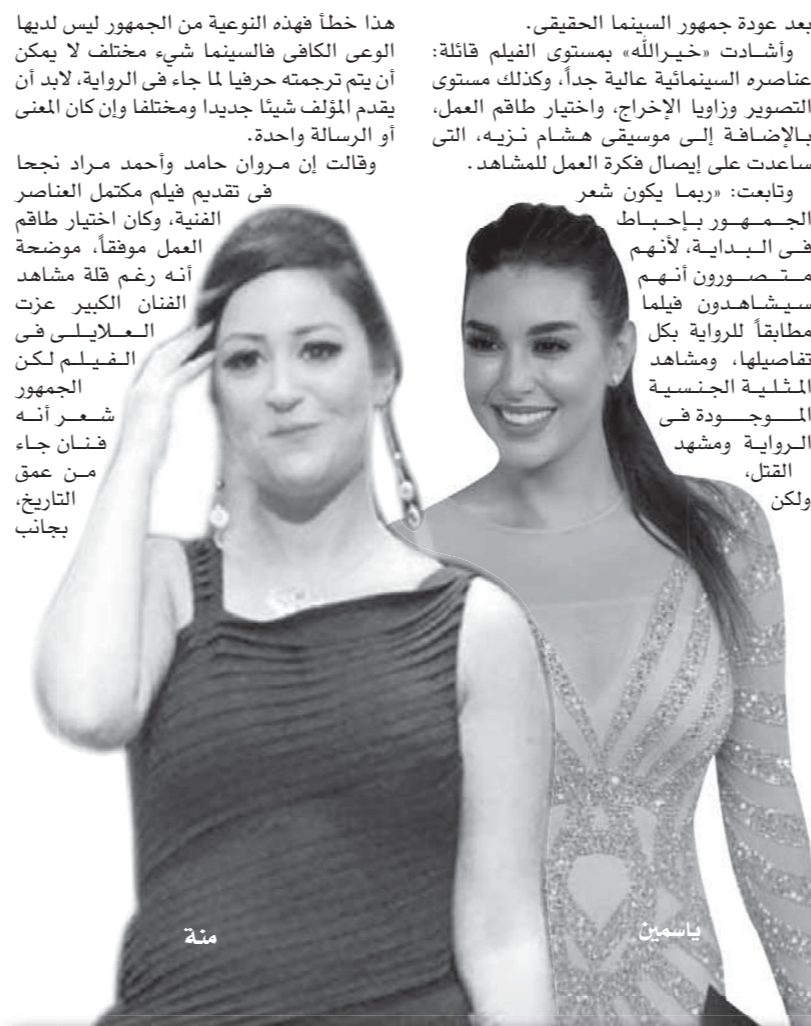 بعد عودة جمهور السينما الحقيقى.
وأشادت «خيرالله» بمستوى الفيلم قائلة:
عناصره السينمائية عالية جداً، وكذلك مستوى
التصوير وزاويا الإخراج، واختيار طاقم العمل،
بالإضافة إلى موسيقى هشام نزيه، التى
ساعدت على إيصال فكرة العمل للمشاهد.
وتابعت: «ربما يكون شعر
الجمهور بإحباط
فى البداية، لأنهم
متصورون أنهم
سيشاهدون فيلما
مطابقاً للرواية بكل
تفاصيلها، ومشاهد
المثلية الجنسية
الموجودة فى
الرواية ومشهد
القتل،
ولكن
هذا خطأ فهذه النوعية من الجمهور ليس لديها
الوعى الكافى فالسينما شىء مختلف لا يمكن
أن يتم ترجمته حرفيا لما جاء فى الرواية، لابد أن
يقدم المؤلف شيئا جديدا ومختلفا وإن كان المعنى
أو الرسالة واحدة.
وقالت إن مروان حامد وأحمد مراد نجحا
فى تقديم فيلم مكتمل العناصر
الفنية، وكان اختيار طاقم
العمل موفقاً، موضحة
أنه رغم قلة مشاهد
الفنان الكبير عزت
العلايلى فى
الفيلم لكن
الجمهور
شعر أنه
فنان جاء
من عمق
التاريخ،
بجانب
ياسمين
منة